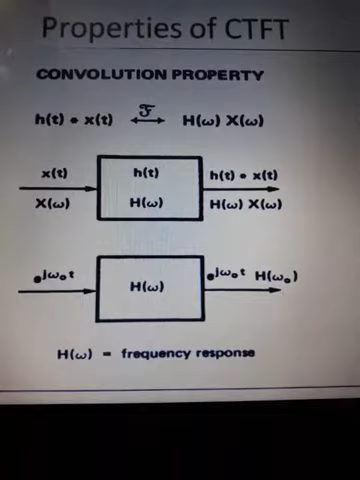 Properties of CTFT
CONVOLUTION PROPERTY
h(t) * x(t) ℱ⟷ H(ω) X(ω)
x(t) h(t) h(t) * x(t)
X(ω) H(ω) H(ω) X(ω)
e^jω₀t H(ω) e^jω₀t H(ω₀)
H(ω) = frequency response